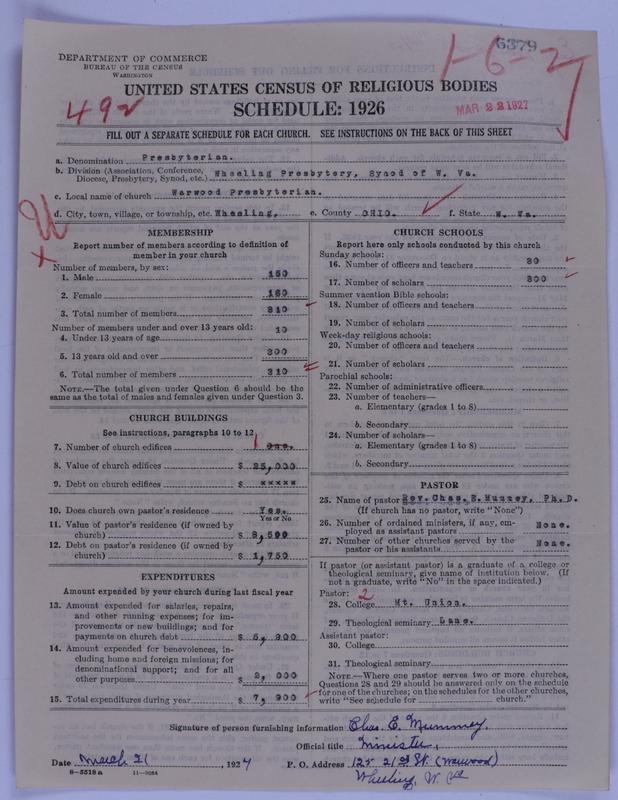 6379
1-6-2
DEPARTMENT OF COMMERCE
BUREAU OF THE CENSUS
WASHINGTON
UNITED STATES CENSUS OF RELIGIOUS BODIES
492
SCHEDULE: 1926
MAR 22 1927
FILL OUT A SEPARATE SCHEDULE FOR EACH CHURCH. SEE INSTRUCTIONS ON THE BACK OF THIS SHEET
a. Denomination Presbyterian.
b. Division (Association, Conference, Diocese, Presbytery, Synod, etc.) Wheeling Presbytery, Synod of W. Va.
c. Local name of church Warwood Presbyterian.
d. City, town, village, or township, etc. Wheeling, e. County OHIO. f. State W. Va.
MEMBERSHIP
Report number of members according to definition of
member in your church
Number of members, by sex:
1. Male 150
2. Female 160
3. Total number of members 310
Number of members under and over 13 years old:
4. Under 13 years of age 10
5. 13 years old and over 300
6. Total number of members 310
NOTE.—The total given under Question 6 should be the
same as the total of males and females given under Question 3.
CHURCH BUILDINGS
See instructions, paragraphs 10 to 12
7. Number of church edifices 1 One.
8. Value of church edifices $ 25,000
9. Debt on church edifices $ xxxxx
10. Does church own pastor's residence Yes.
Yes or No
11. Value of pastor's residence (if owned by
church) $ 8,500
12. Debt on pastor's residence (if owned by
church) $ 1,750
EXPENDITURES
Amount expended by your church during last fiscal year
13. Amount expended for salaries, repairs,
and other running expenses; for im-
provements or new buildings; and for
payments on church debt $ 5,900
14. Amount expended for benevolences, in-
cluding home and foreign missions; for
denominational support; and for all
other purposes $ 2,000
15. Total expenditures during year $ 7,900
CHURCH SCHOOLS
Report here only schools conducted by this church
Sunday schools:
16. Number of officers and teachers 30
17. Number of scholars 300
Summer vacation Bible schools:
18. Number of officers and teachers
19. Number of scholars
Week-day religious schools:
20. Number of officers and teachers
21. Number of scholars
Parochial schools:
22. Number of administrative officers
23. Number of teachers—
a. Elementary (grades 1 to 8)
b. Secondary
24. Number of scholars—
a. Elementary (grades 1 to 8)
b. Secondary
PASTOR
25. Name of pastor Rev. Chas. E. Mummey, Ph.D.
(If church has no pastor, write "None")
26. Number of ordained ministers, if any, em-
ployed as assistant pastors None.
27. Number of other churches served by the
pastor or his assistants None.
If pastor (or assistant pastor) is a graduate of a college or
theological seminary, give name of institution below. (If
not a graduate, write "No" in the space indicated.)
Pastor: 2
28. College Mt. Union.
29. Theological seminary Lane.
Assistant pastor:
30. College
31. Theological seminary
NOTE.—Where one pastor serves two or more churches,
Question 28 and 29 should be answered only on the schedule
for one of the churches; on the schedules for the other churches,
write "See schedule for church."
Signature of person furnishing information Chas. E. Mummey.
Official title Minister,
Date March 21, 1927 P. O. Address 125 21st St. (Warwood)
8-5518a 11-9084 Wheeling, W. Va